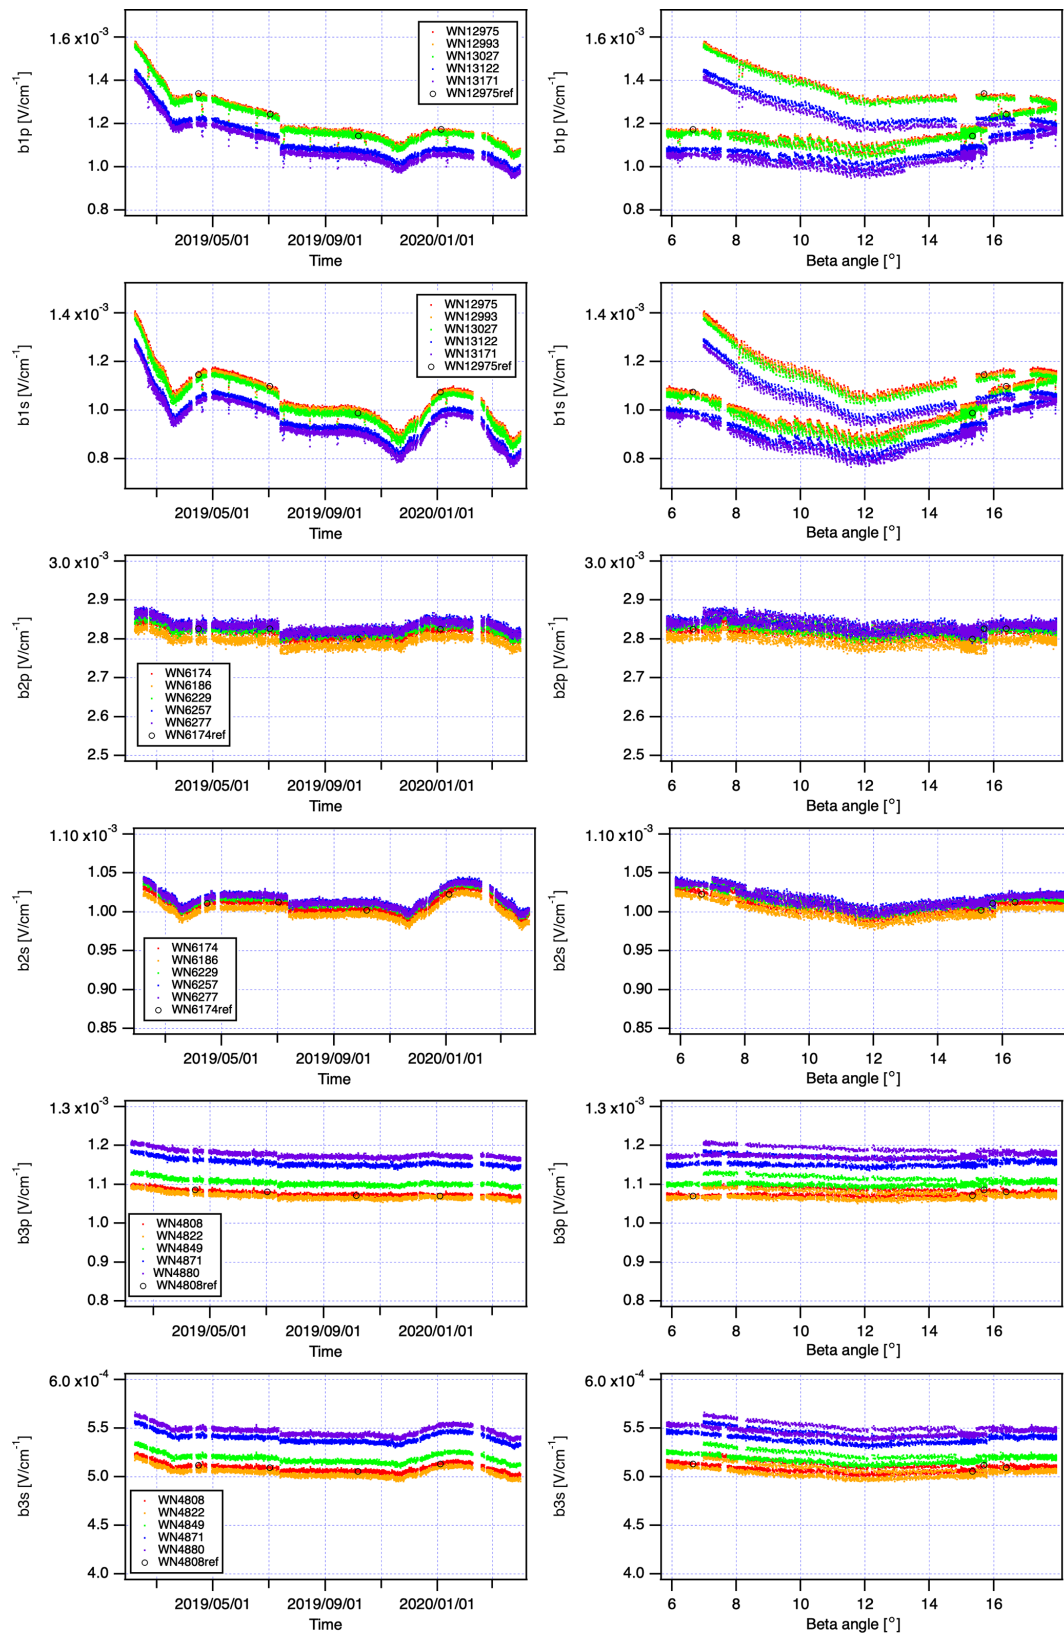 1.6 x10⁻³
1.4
1.2
1.0
0.8
b1p [V/cm⁻¹]
WN12975
WN12993
WN13027
WN13122
WN13171
WN12975ref
2019/05/01 2019/09/01 2020/01/01
Time
1.6 x10⁻³
1.4
1.2
1.0
0.8
b1p [V/cm⁻¹]
6 8 10 12 14 16
Beta angle [°]
1.4 x10⁻³
1.2
1.0
0.8
b1s [V/cm⁻¹]
WN12975
WN12993
WN13027
WN13122
WN13171
WN12975ref
2019/05/01 2019/09/01 2020/01/01
Time
1.4 x10⁻³
1.2
1.0
0.8
b1s [V/cm⁻¹]
6 8 10 12 14 16
Beta angle [°]
3.0 x10⁻³
2.9
2.8
2.7
2.6
2.5
b2p [V/cm⁻¹]
WN6174
WN6186
WN6229
WN6257
WN6277
WN6174ref
2019/05/01 2019/09/01 2020/01/01
Time
3.0 x10⁻³
2.9
2.8
2.7
2.6
2.5
b2p [V/cm⁻¹]
6 8 10 12 14 16
Beta angle [°]
1.10 x10⁻³
1.05
1.00
0.95
0.90
0.85
b2s [V/cm⁻¹]
WN6174
WN6186
WN6229
WN6257
WN6277
WN6174ref
2019/05/01 2019/09/01 2020/01/01
Time
1.10 x10⁻³
1.05
1.00
0.95
0.90
0.85
b2s [V/cm⁻¹]
6 8 10 12 14 16
Beta angle [°]
1.3 x10⁻³
1.2
1.1
1.0
0.9
0.8
b3p [V/cm⁻¹]
WN4808
WN4822
WN4849
WN4871
WN4880
WN4808ref
2019/05/01 2019/09/01 2020/01/01
Time
1.3 x10⁻³
1.2
1.1
1.0
0.9
0.8
b3p [V/cm⁻¹]
6 8 10 12 14 16
Beta angle [°]
6.0 x10⁻⁴
5.5
5.0
4.5
4.0
b3s [V/cm⁻¹]
WN4808
WN4822
WN4849
WN4871
WN4880
WN4808ref
2019/05/01 2019/09/01 2020/01/01
Time
6.0 x10⁻⁴
5.5
5.0
4.5
4.0
b3s [V/cm⁻¹]
6 8 10 12 14 16
Beta angle [°]